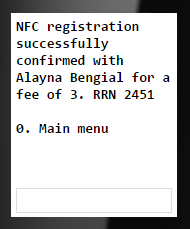 NFC registration
successfully
confirmed with
Alayna Bengial for a
fee of 3. RRN 2451
0. Main menu